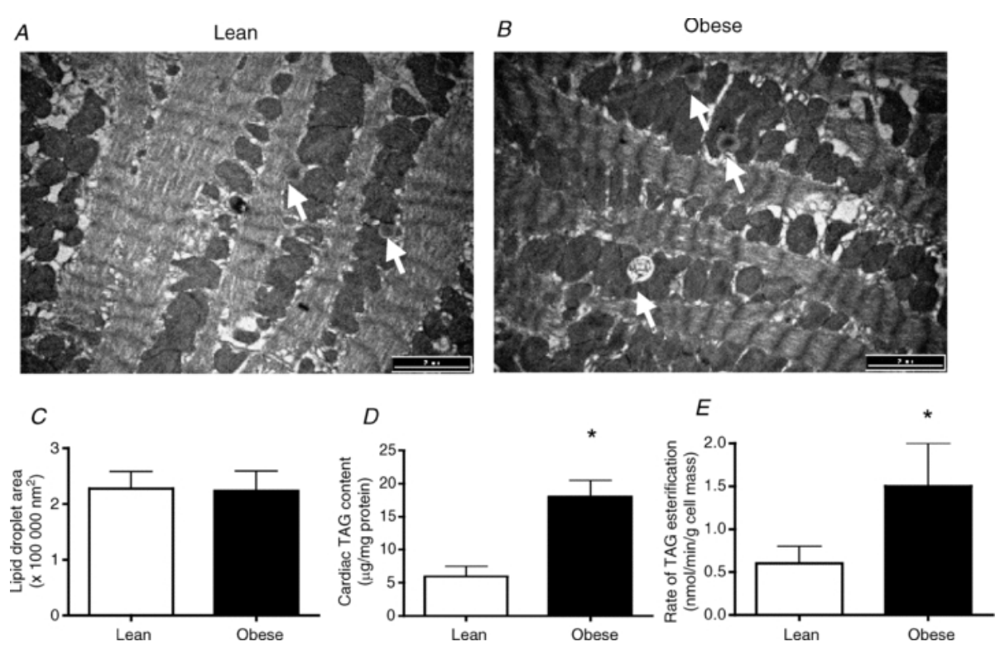 A
Lean
B
Obese
C
Lipid droplet area
(x 100 000 nm²)
3
2
1
0
Lean
Obese
D
*
Cardiac TAG content
(μg/mg protein)
25
20
15
10
5
0
Lean
Obese
E
*
Rate of TAG esterification
(nmol/min/g cell mass)
2.0
1.5
1.0
0.5
0.0
Lean
Obese